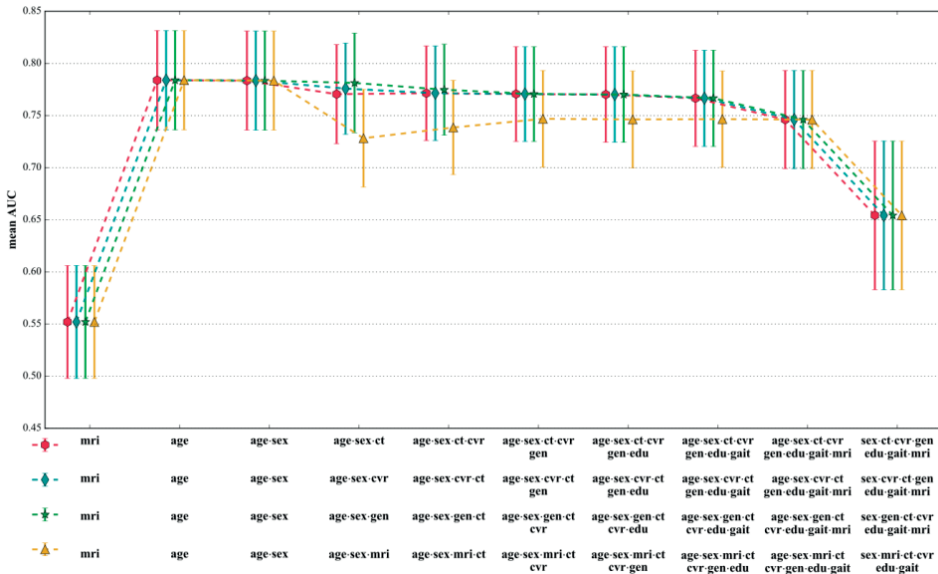 0.85
0.80
0.75
0.70
0.65
0.60
0.55
0.50
0.45
mean AUC
mri age age-sex age-sex-ct age-sex-ct-cvr age-sex-ct-cvr age-sex-ct-cvr age-sex-ct-cvr age-sex-ct-cvr sex-ct-cvr-gen
gen gen-edu gen-edu-gait gen-edu-gait-mri edu-gait-mri
mri age age-sex age-sex-cvr age-sex-cvr-ct age-sex-cvr-ct age-sex-cvr-ct age-sex-cvr-ct age-sex-cvr-ct sex-cvr-ct-gen
gen gen-edu gen-edu-gait gen-edu-gait-mri edu-gait-mri
mri age age-sex age-sex-gen age-sex-gen-ct age-sex-gen-ct age-sex-gen-ct age-sex-gen-ct age-sex-gen-ct sex-gen-ct-cvr
cvr cvr-edu cvr-edu-gait cvr-edu-gait-mri edu-gait-mri
mri age age-sex age-sex-mri age-sex-mri-ct age-sex-mri-ct age-sex-mri-ct age-sex-mri-ct age-sex-mri-ct sex-mri-ct-cvr
cvr cvr-gen cvr-gen-edu cvr-gen-edu-gait edu-gait